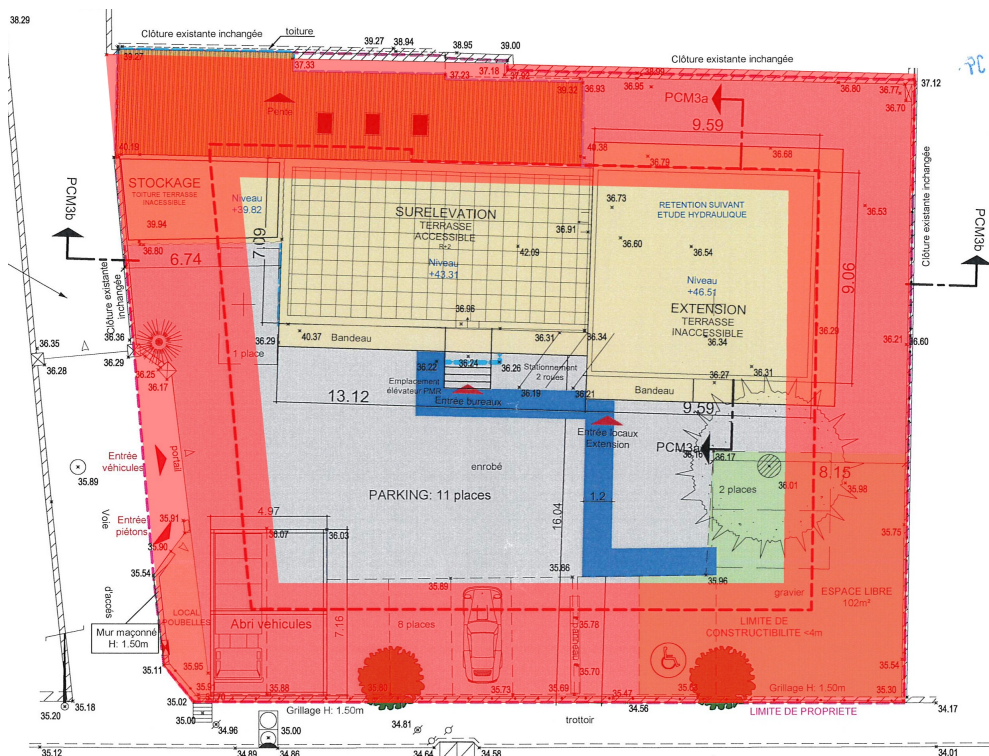 38.29
Clôture existante inchangée
toiture
39.27
38.94
38.95
39.00
Clôture existante inchangée
39.27
37.33
37.23
37.18
37.92
39.32
36.93
36.95
36.80
36.77
37.12
36.70
PCM3a
Pente
9.59
40.19
40.38
36.79
36.68
STOCKAGE
TOITURE TERRASSE
INACESSIBLE
Niveau
+39.82
39.94
SURELEVATION
TERRASSE
ACCESSIBLE
R+2
Niveau
+43.31
42.09
36.91
36.73
RETENTION SUIVANT
ETUDE HYDRAULIQUE
36.60
36.54
36.53
Clôture existante inchangée
PCM3b
PCM3b
36.80
6.74
7.09
Niveau
+46.51
EXTENSION
TERRASSE
INACCESSIBLE
9.06
Clôture existante
inchangée
36.96
36.29
36.34
36.35
36.28
36.36
36.29
1 place
36.29
40.37
Bandeau
36.31
36.34
36.21
36.60
36.25
36.17
36.22
36.24
36.26
Stationnement
2 roues
Emplacement
élévateur PMR
36.19
36.21
36.27
36.31
Bandeau
13.12
Entrée bureaux
9.59
Entrée locaux
Extension
PCM3a
36.16
36.17
Entrée
véhicules
portail
35.89
enrobé
PARKING: 11 places
2 places
36.01
8.15
35.98
1.2
16.04
Voie
d'accés
Entrée
piétons
35.91
35.90
4.97
36.07
36.03
35.75
35.54
35.86
35.89
35.96
gravier
ESPACE LIBRE
102m²
Mur maçonné
H: 1.50m
LOCAL
POUBELLES
Abri vehicules
7.16
8 places
35.78
LIMITE DE
CONSTRUCTIBILITE <4m
35.11
35.95
35.70
35.54
35.88
35.80
35.73
35.69
35.47
Grillage H: 1.50m
35.30
35.02
35.00
Grillage H: 1.50m
34.56
LIMITE DE PROPRIETE
34.17
35.18
35.20
34.96
35.00
34.81
trottoir
35.12
34.89
34.86
34.64
34.58
34.01